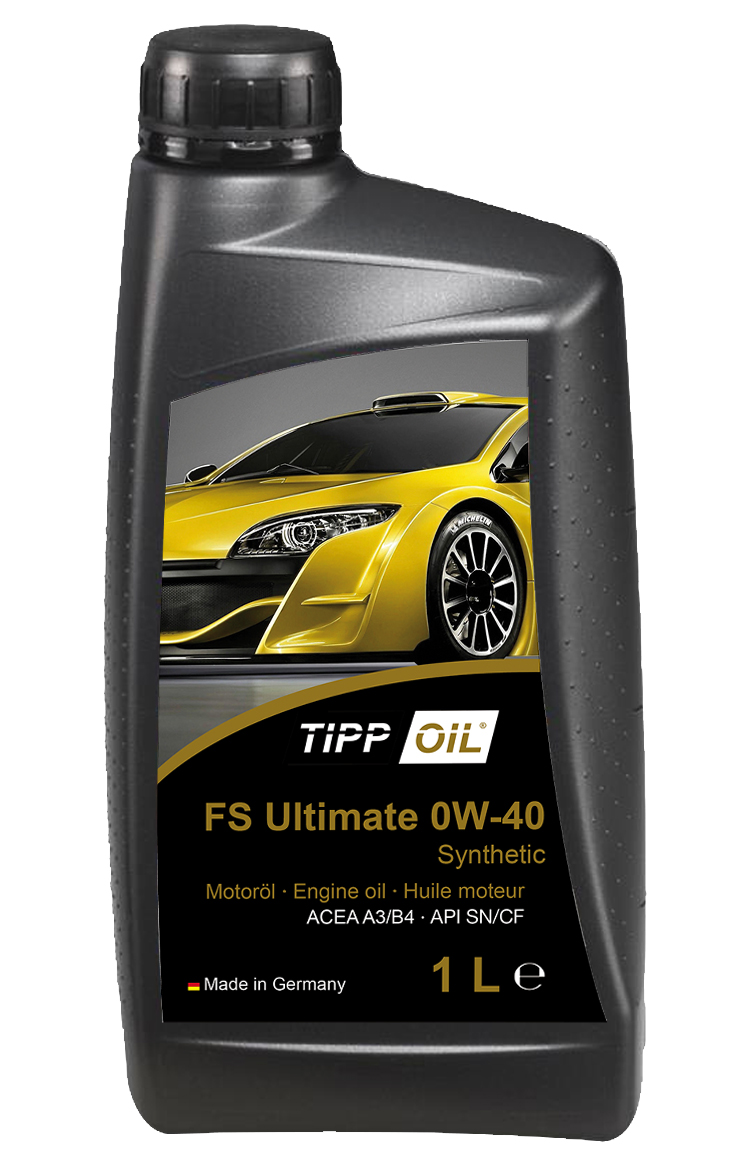 MICHELIN
TiPP OiL®
FS Ultimate 0W-40
Synthetic
Motoröl · Engine oil · Huile moteur
ACEA A3/B4 · API SN/CF
Made in Germany
1 L ℮